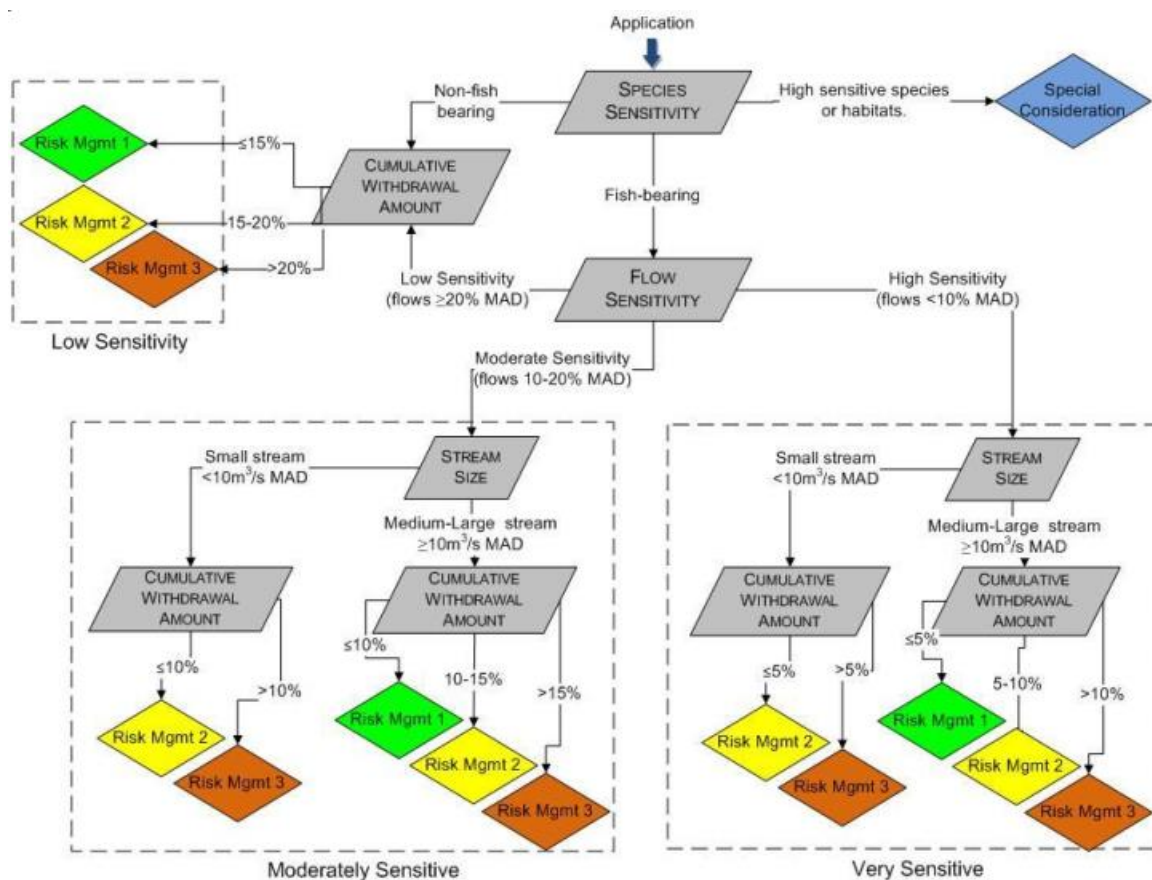 Application
SPECIES
SENSITIVITY
Non-fish
bearing
High sensitive species
or habitats.
Special
Consideration
Risk Mgmt 1
≤15%
CUMULATIVE
WITHDRAWAL
AMOUNT
Risk Mgmt 2
15-20%
Risk Mgmt 3
>20%
Low Sensitivity
Fish-bearing
Low Sensitivity
(flows ≥20% MAD)
FLOW
SENSITIVITY
High Sensitivity
(flows <10% MAD)
Moderate Sensitivity
(flows 10-20% MAD)
Small stream
<10m³/s MAD
STREAM
SIZE
Medium-Large stream
≥10m³/s MAD
CUMULATIVE
WITHDRAWAL
AMOUNT
CUMULATIVE
WITHDRAWAL
AMOUNT
≤10%
>10%
≤10%
10-15%
>15%
Risk Mgmt 2
Risk Mgmt 3
Risk Mgmt 1
Risk Mgmt 2
Risk Mgmt 3
Moderately Sensitive
Small stream
<10m³/s MAD
STREAM
SIZE
Medium-Large stream
≥10m³/s MAD
CUMULATIVE
WITHDRAWAL
AMOUNT
CUMULATIVE
WITHDRAWAL
AMOUNT
≤5%
>5%
≤5%
5-10%
>10%
Risk Mgmt 2
Risk Mgmt 3
Risk Mgmt 1
Risk Mgmt 2
Risk Mgmt 3
Very Sensitive